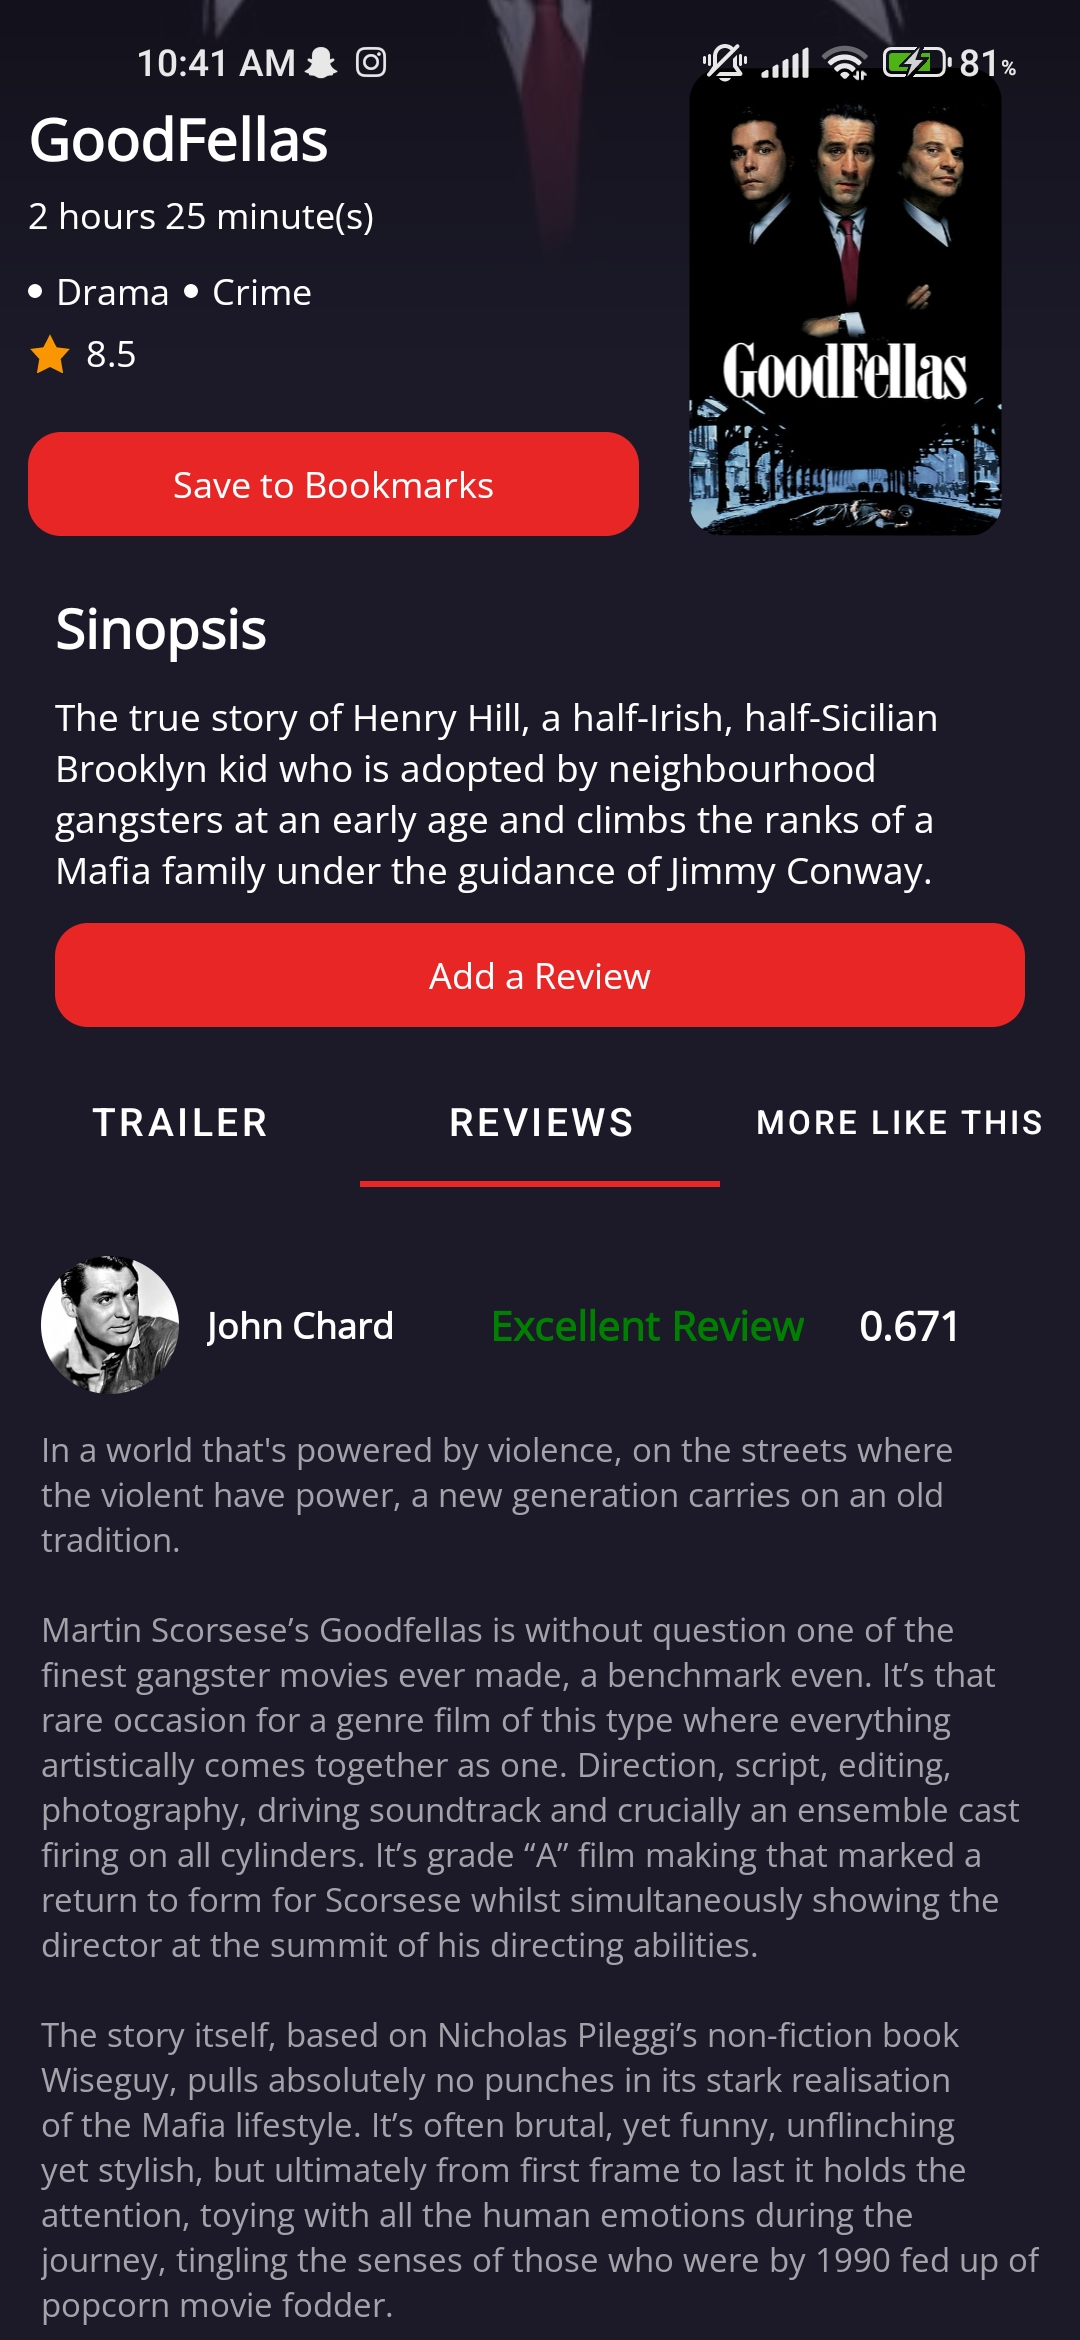 10:41 AM
81%
GoodFellas
2 hours 25 minute(s)
• Drama • Crime
8.5
GoodFellas
Save to Bookmarks
Sinopsis
The true story of Henry Hill, a half-Irish, half-Sicilian
Brooklyn kid who is adopted by neighbourhood
gangsters at an early age and climbs the ranks of a
Mafia family under the guidance of Jimmy Conway.
Add a Review
TRAILER
REVIEWS
MORE LIKE THIS
John Chard
Excellent Review
0.671
In a world that's powered by violence, on the streets where
the violent have power, a new generation carries on an old
tradition.
Martin Scorsese’s Goodfellas is without question one of the
finest gangster movies ever made, a benchmark even. It’s that
rare occasion for a genre film of this type where everything
artistically comes together as one. Direction, script, editing,
photography, driving soundtrack and crucially an ensemble cast
firing on all cylinders. It’s grade “A” film making that marked a
return to form for Scorsese whilst simultaneously showing the
director at the summit of his directing abilities.
The story itself, based on Nicholas Pileggi’s non-fiction book
Wiseguy, pulls absolutely no punches in its stark realisation
of the Mafia lifestyle. It’s often brutal, yet funny, unflinching
yet stylish, but ultimately from first frame to last it holds the
attention, toying with all the human emotions during the
journey, tingling the senses of those who were by 1990 fed up of
popcorn movie fodder.